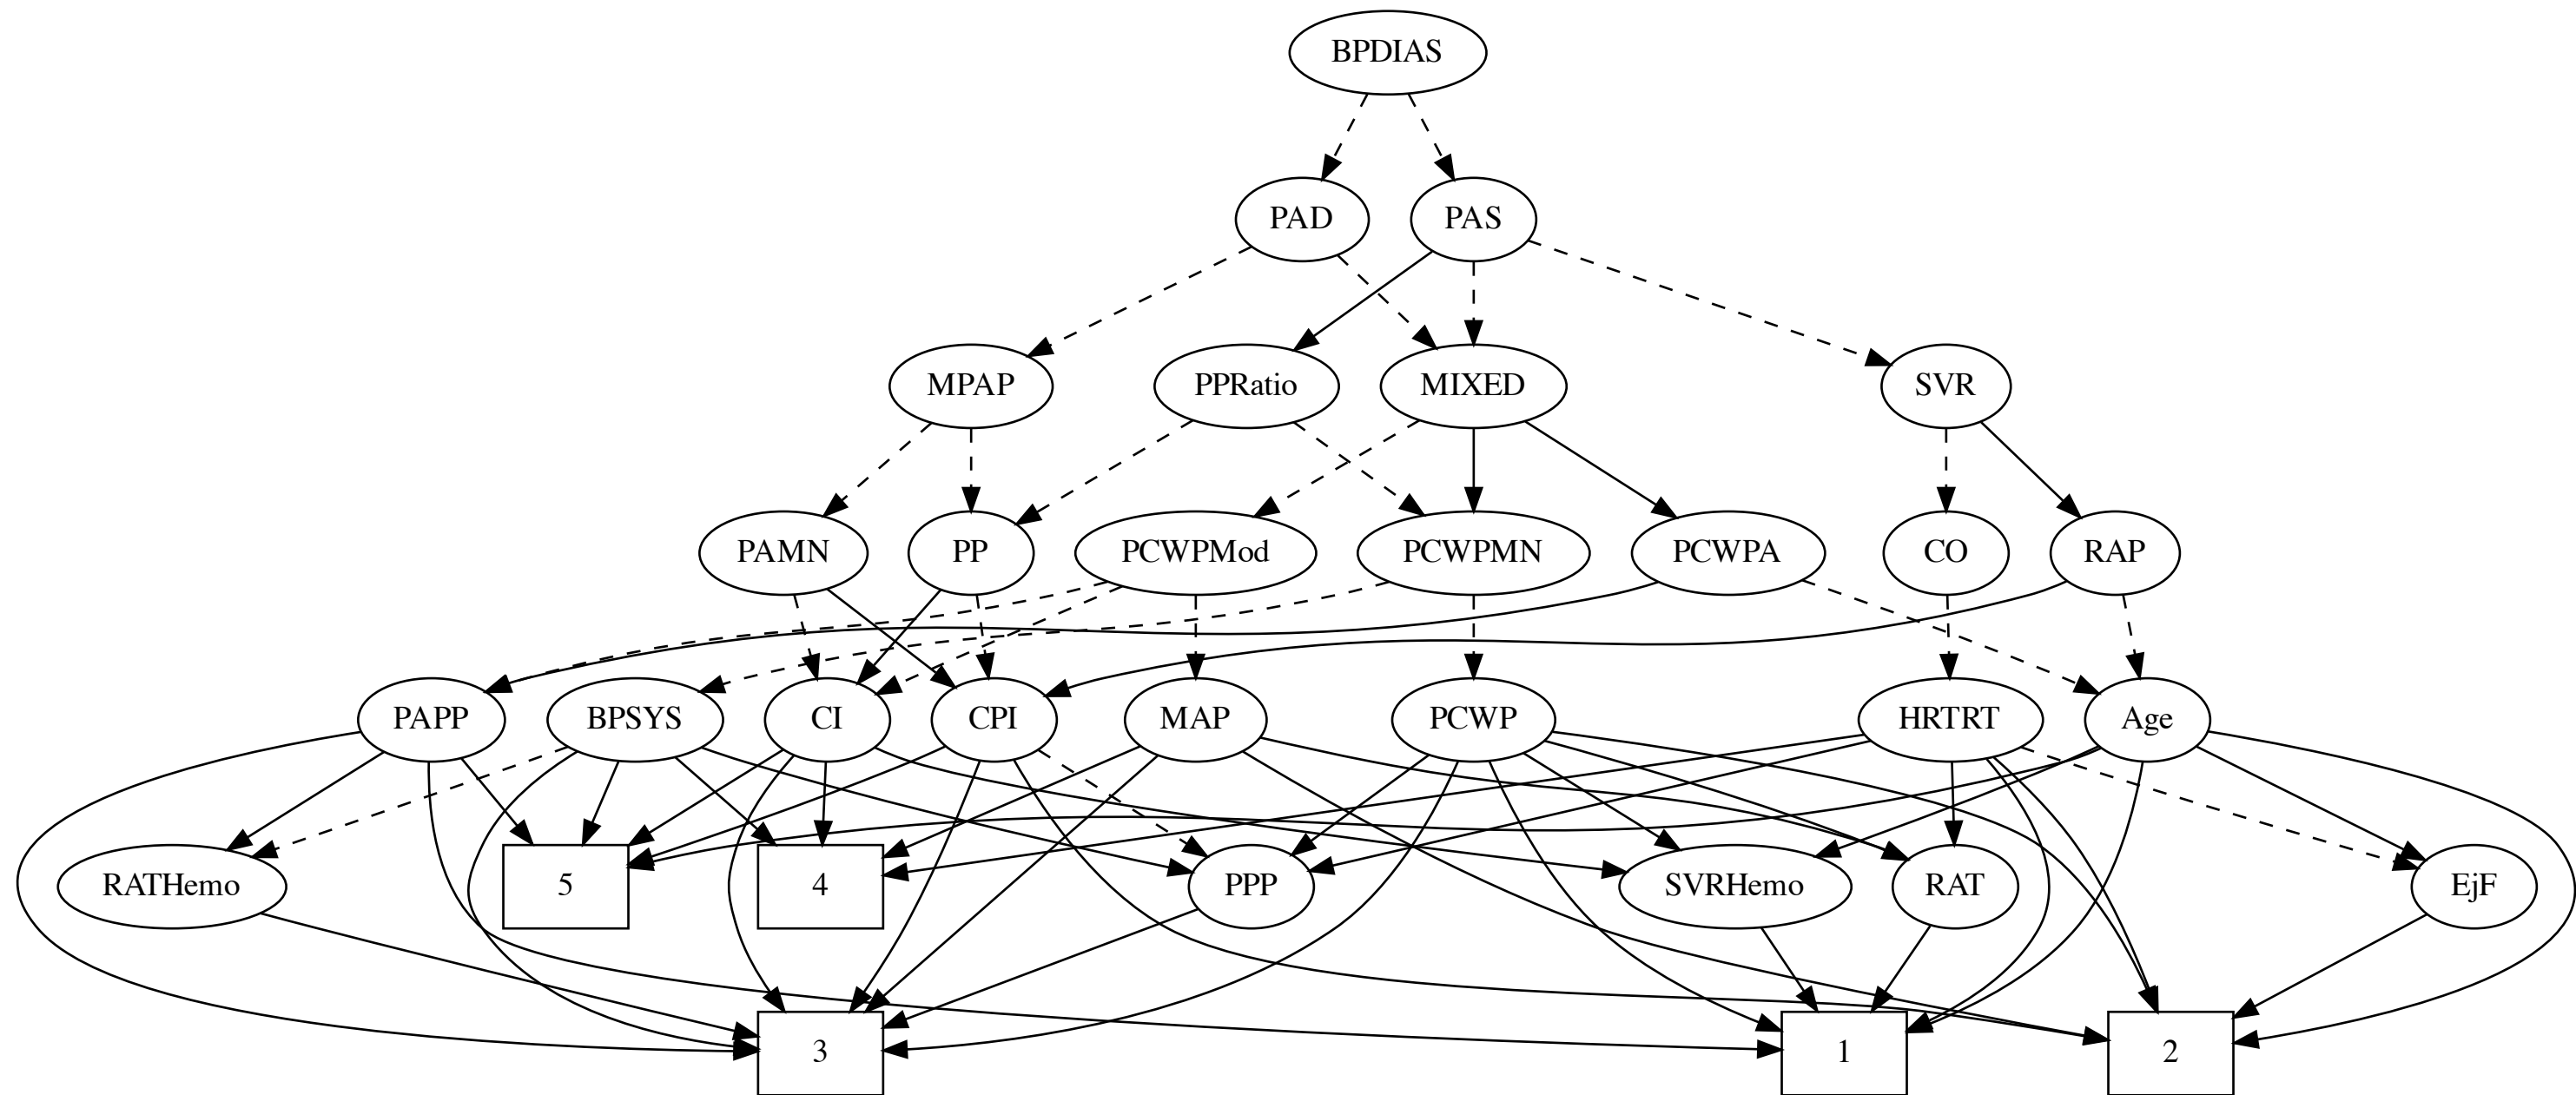 BPDIAS
PAD
PAS
MPAP
PPRatio
MIXED
SVR
PAMN
PP
PCWPMod
PCWPMN
PCWPA
CO
RAP
PAPP
BPSYS
CI
CPI
MAP
PCWP
HRTRT
Age
RATHemo
5
4
PPP
SVRHemo
RAT
EjF
3
1
2